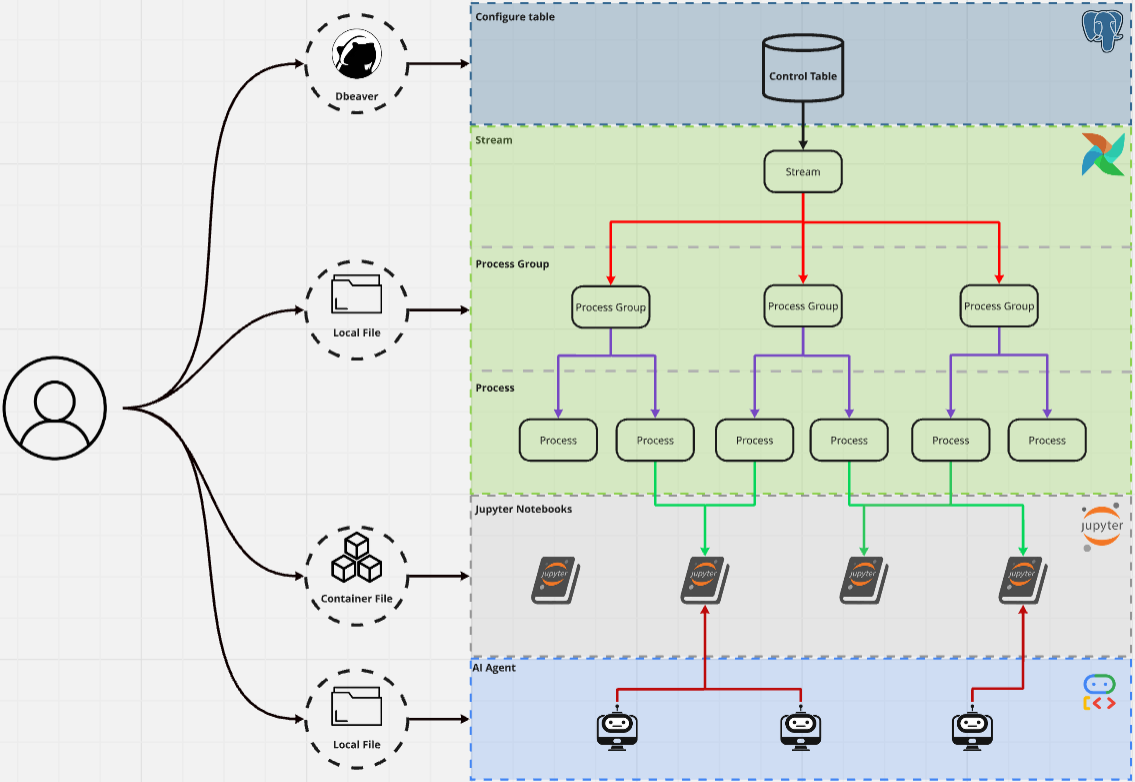 Configure table
Dbeaver
Control Table
Stream
Stream
Process Group
Local File
Process Group
Process Group
Process Group
Process
Process
Process
Process
Process
Process
Process
Jupyter Notebooks
jupyter
jupyter
jupyter
jupyter
jupyter
Container File
AI Agent
Local File